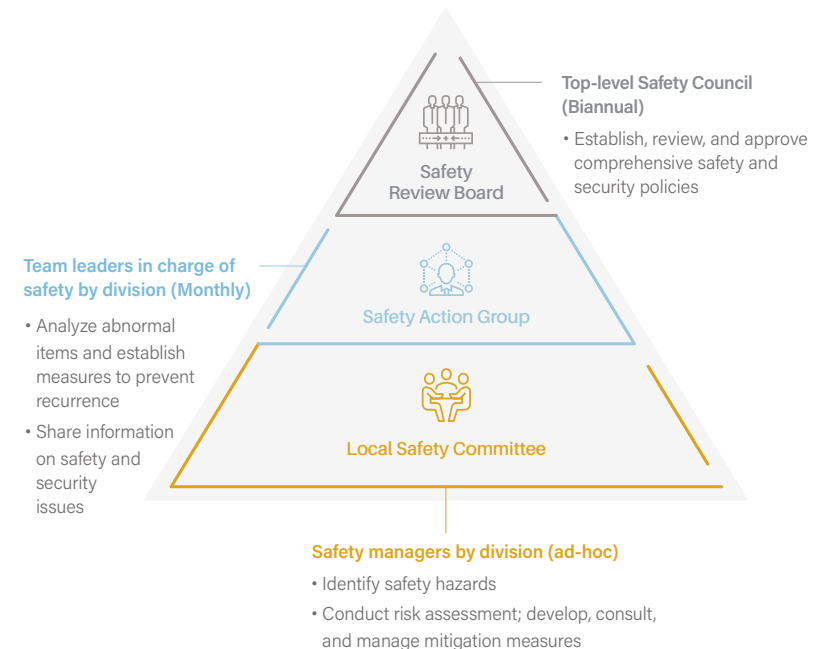 Top-level Safety Council
(Biannual)
• Establish, review, and approve
comprehensive safety and
security policies
Safety
Review Board
Team leaders in charge of
safety by division (Monthly)
• Analyze abnormal
items and establish
measures to prevent
recurrence
• Share information
on safety and
security
issues
Safety Action Group
Local Safety Committee
Safety managers by division (ad-hoc)
• Identify safety hazards
• Conduct risk assessment; develop, consult,
and manage mitigation measures